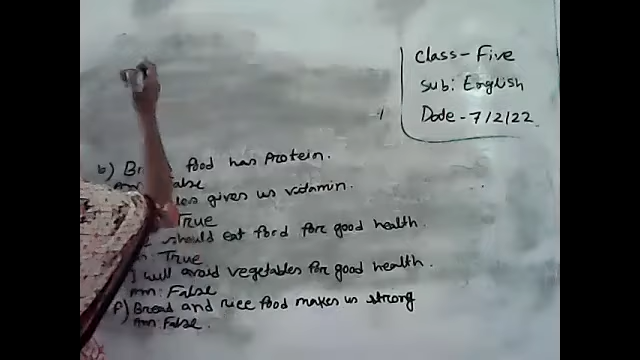 Class - Five
Sub: English
Date - 7/2/22
b) food has Protein.
False
gives us vitamin.
True
should eat food for good health
: True
I will avoid vegetables for good health.
Ans: False
f) Bread and rice food makes us strong
Ans: False.